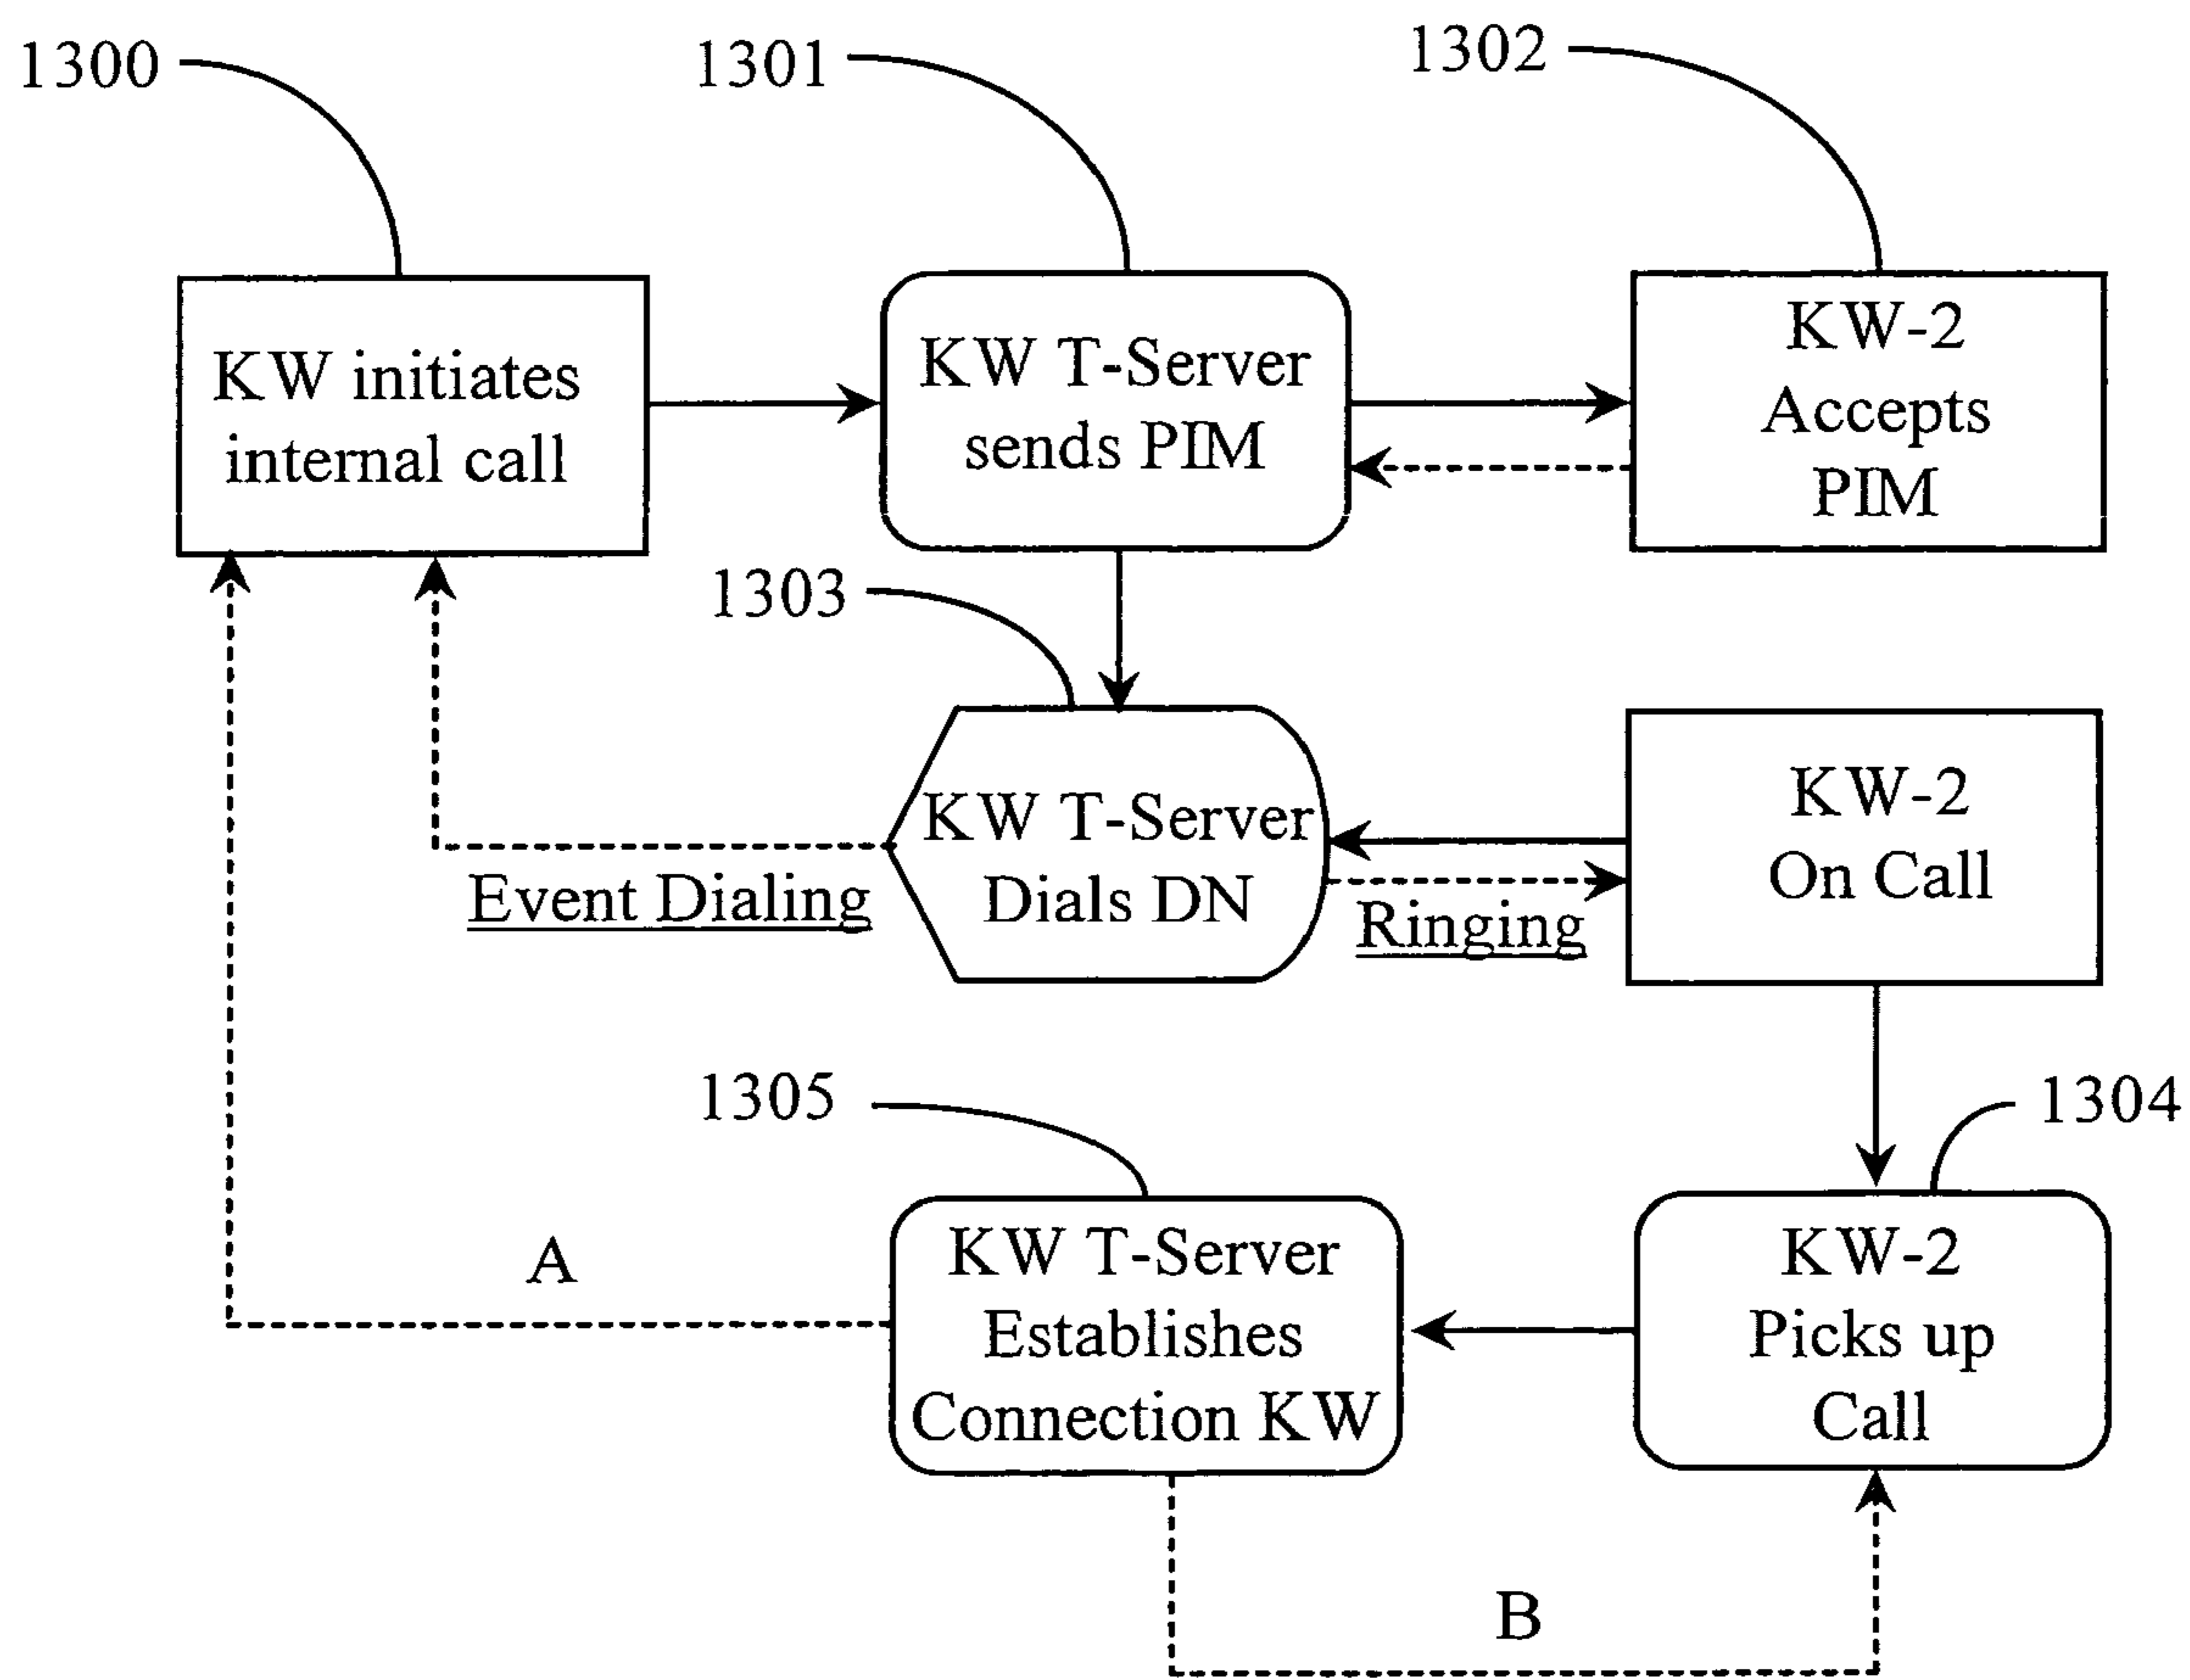 1300
1301
1302
KW initiates
internal call
KW T-Server
sends PIM
KW-2
Accepts
PIM
1303
KW T-Server
Dials DN
Event Dialing
Ringing
KW-2
On Call
1305
1304
A
KW T-Server
Establishes
Connection KW
KW-2
Picks up
Call
B